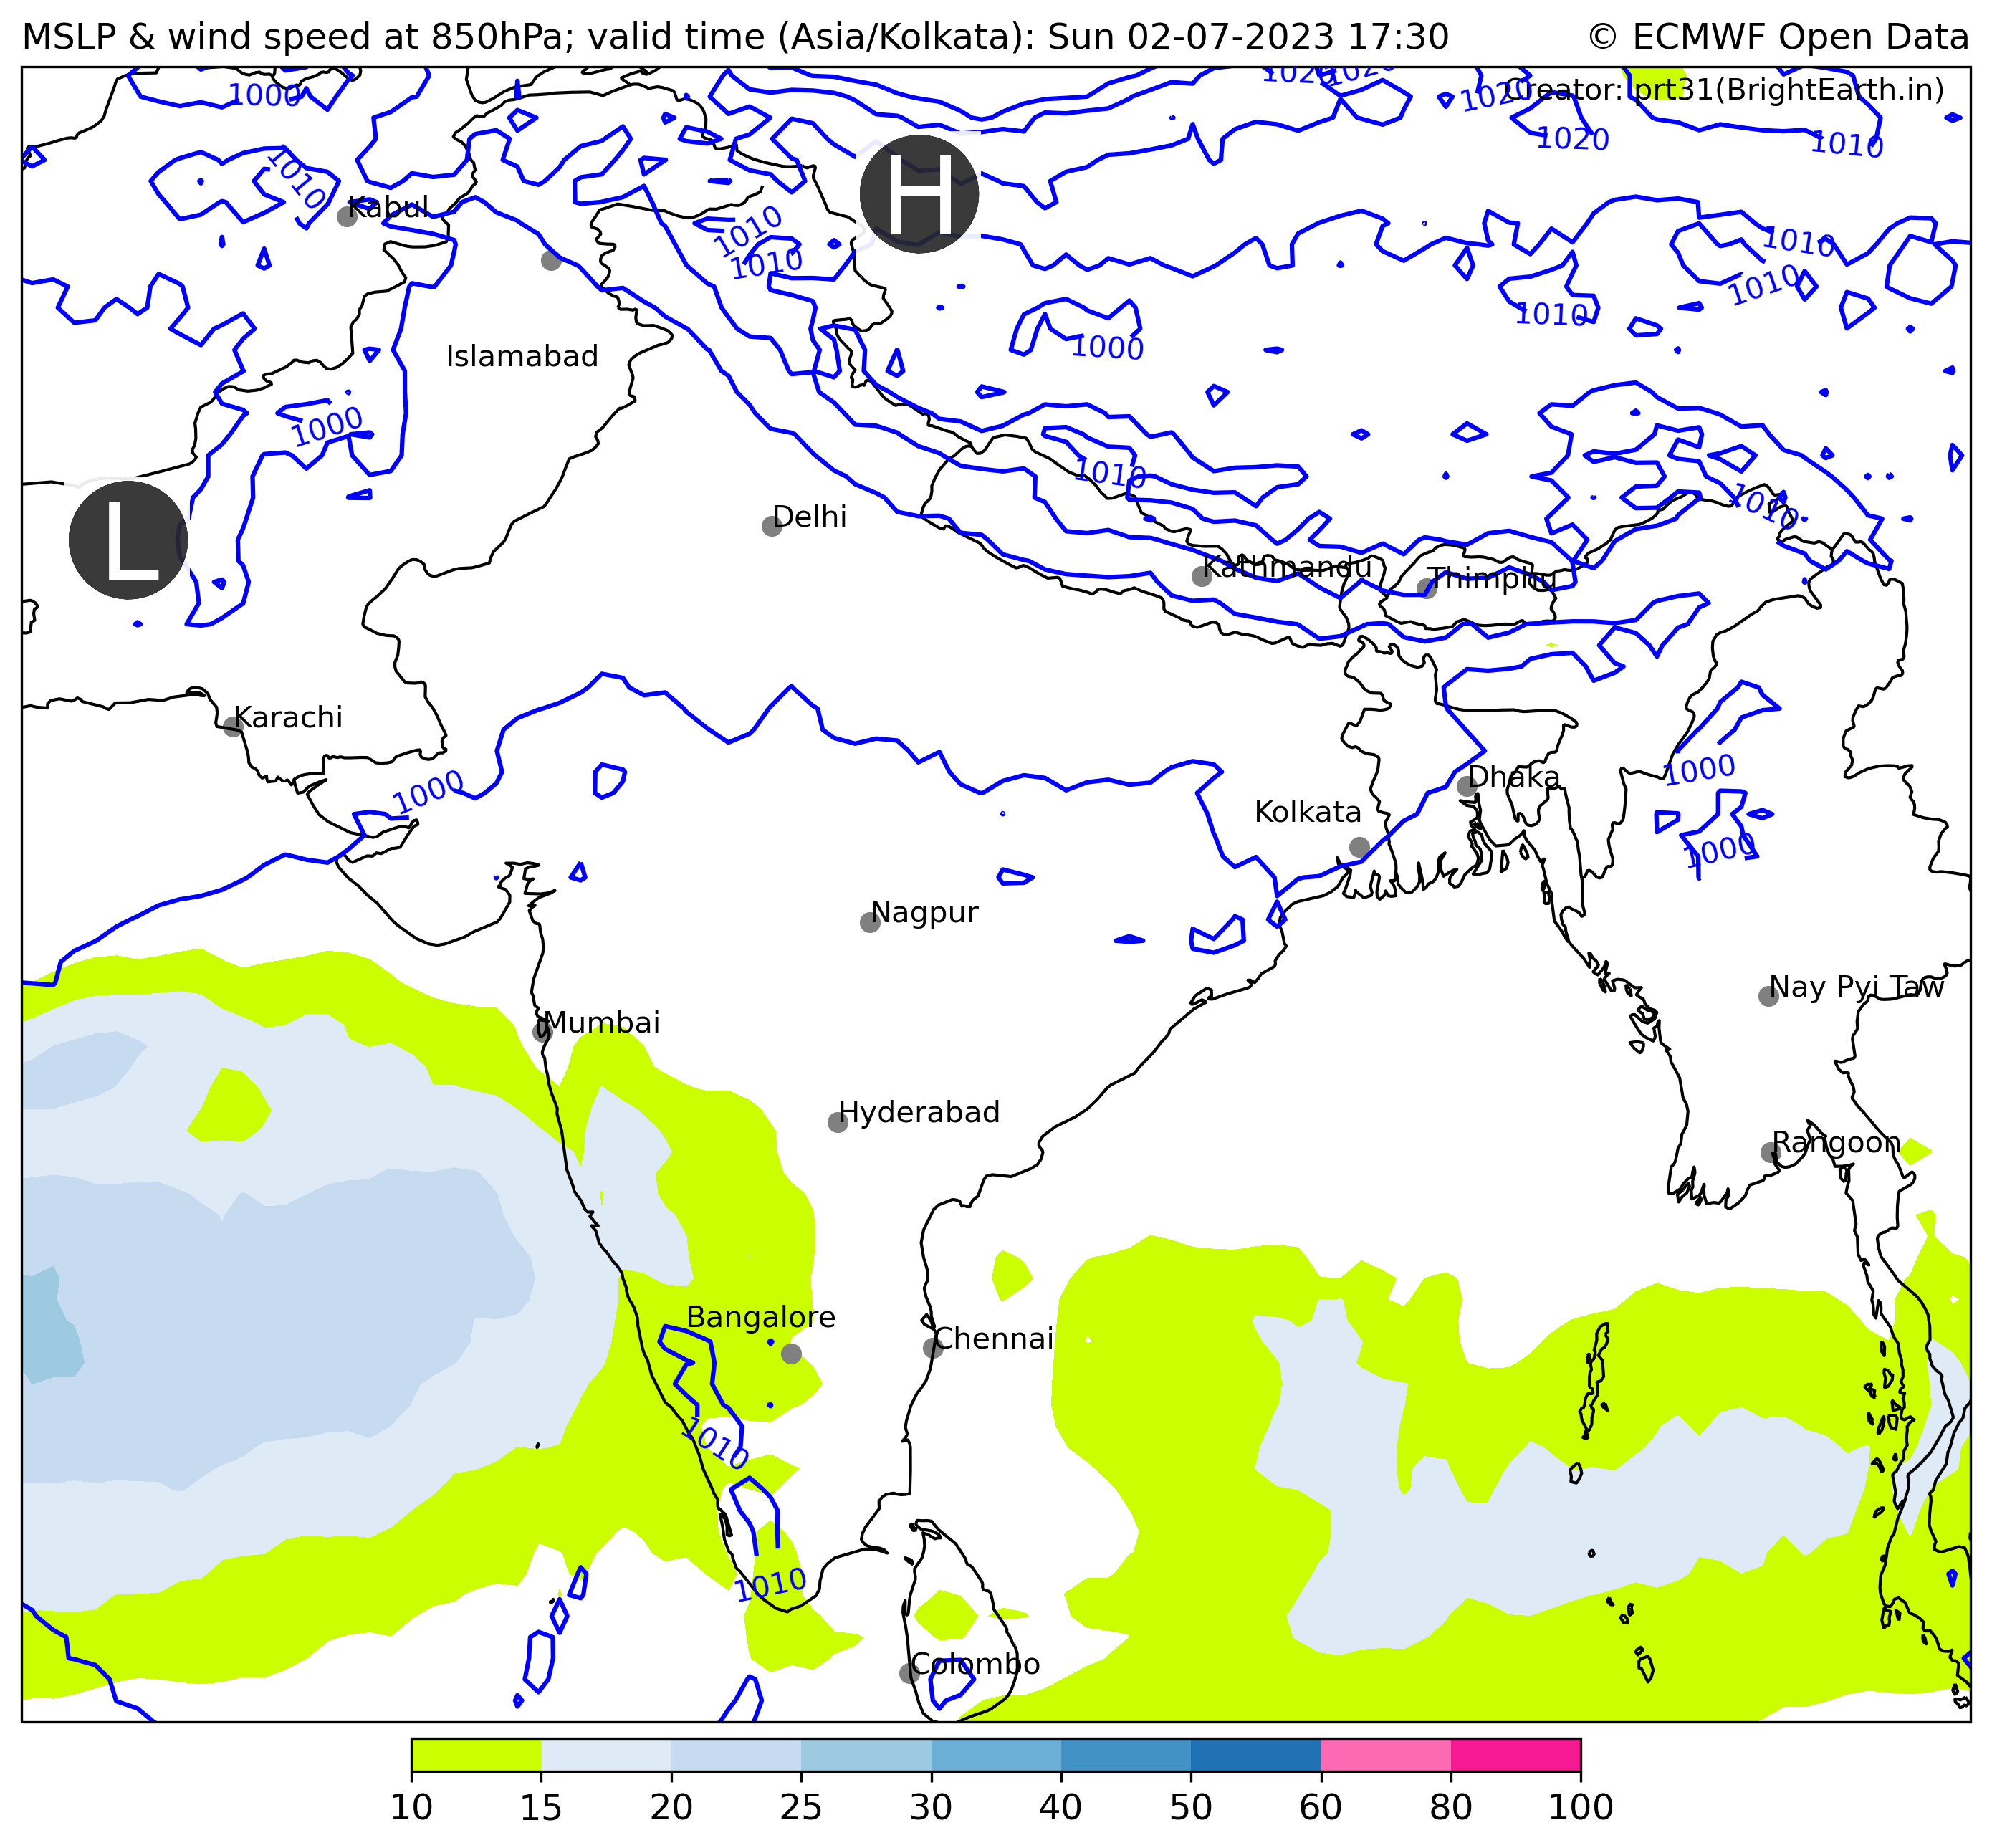 MSLP & wind speed at 850hPa; valid time (Asia/Kolkata): Sun 02-07-2023 17:30
© ECMWF Open Data
Creator: prt31(BrightEarth.in)
1020
1020
1020
1000
1020
1010
1010
H
Kabul
1010
1010
1010
1010
1010
1000
Islamabad
1000
1010
1010
L
Delhi
Kathmandu
Thimphu
Karachi
1000
Dhaka
1000
Kolkata
1000
Nagpur
Nay Pyi Taw
Mumbai
Hyderabad
Rangoon
Bangalore
Chennai
1010
1010
Colombo
10 15 20 25 30 40 50 60 80 100